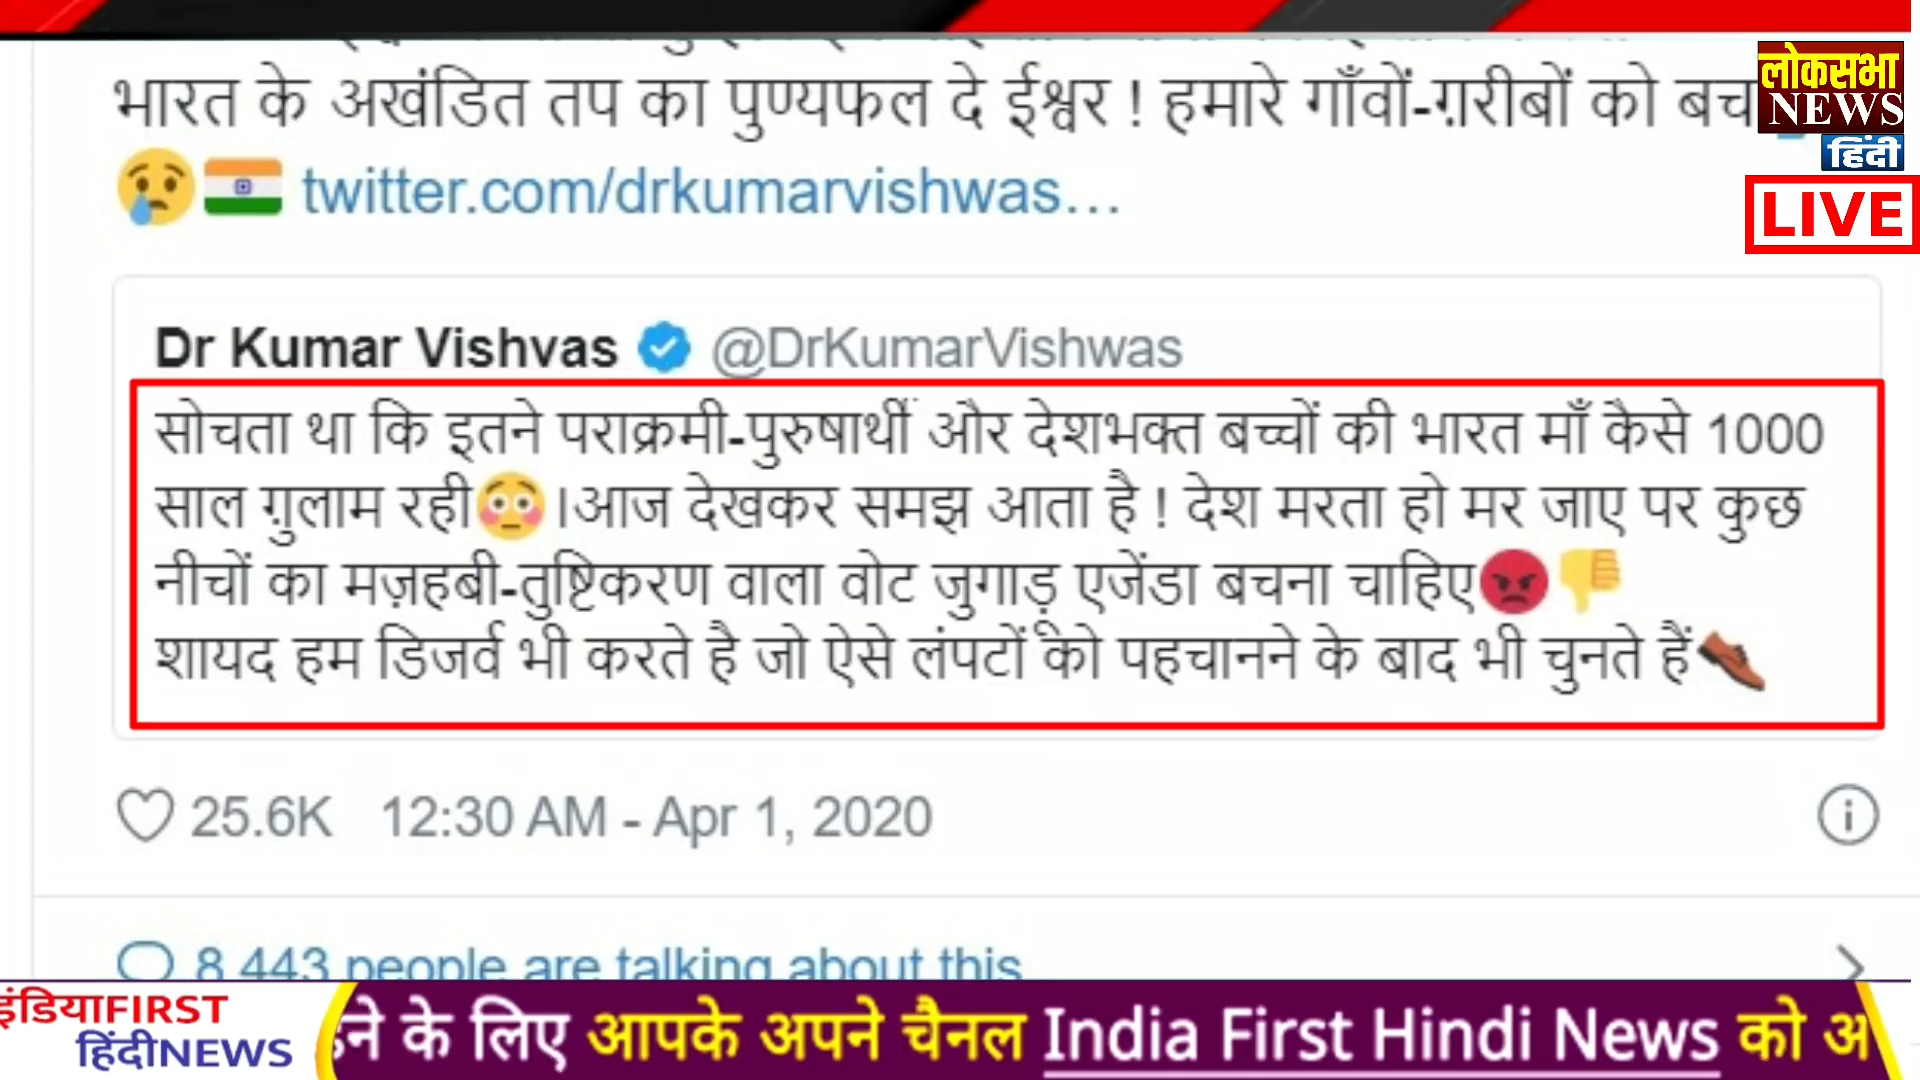 भारत के अखंडित तप का पुण्यफल दे ईश्वर ! हमारे गाँवों-ग़रीबों को बच
लोकसभा
NEWS
हिंदी
LIVE
😢🇮🇳 twitter.com/drkumarvishwas…
Dr Kumar Vishvas @DrKumarVishwas
सोचता था कि इतने पराक्रमी-पुरुषार्थी और देशभक्त बच्चों की भारत माँ कैसे 1000
साल ग़ुलाम रही😳।आज देखकर समझ आता है ! देश मरता हो मर जाए पर कुछ
नीचों का मज़हबी-तुष्टिकरण वाला वोट जुगाड़ू एजेंडा बचना चाहिए😡👎
शायद हम डिजर्व भी करते है जो ऐसे लंपटों को पहचानने के बाद भी चुनते हैं👞
25.6K 12:30 AM - Apr 1, 2020
8,443 people are talking about this
इंडियाFIRST
हिंदीNEWS
ने के लिए आपके अपने चैनल India First Hindi News को अ